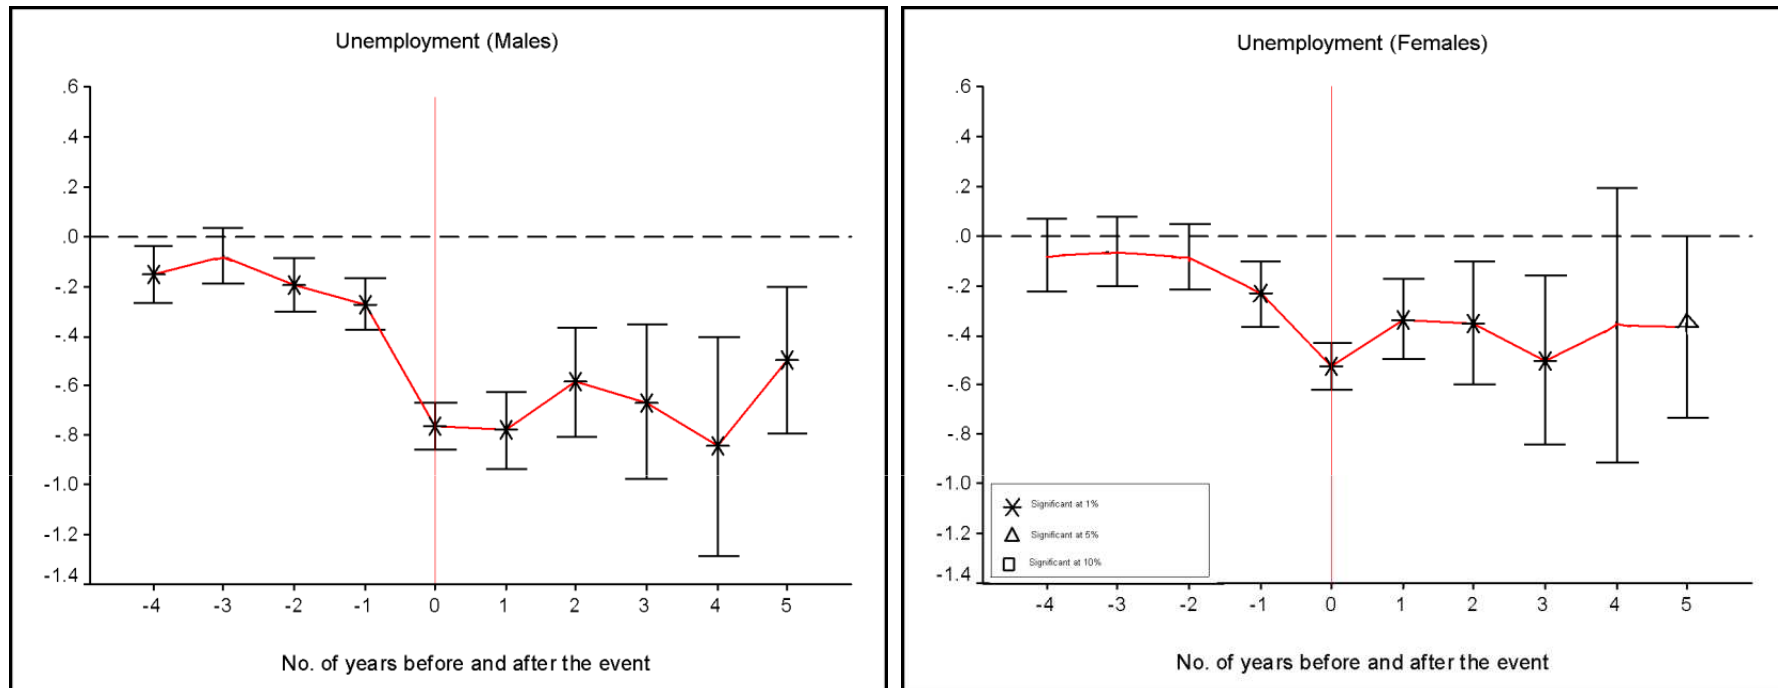 Unemployment (Males)
.6
.4
.2
.0
-.2
-.4
-.6
-.8
-1.0
-1.2
-1.4
-4 -3 -2 -1 0 1 2 3 4 5
No. of years before and after the event
Unemployment (Females)
.6
.4
.2
.0
-.2
-.4
-.6
-.8
-1.0
-1.2
-1.4
Significant at 1%
Significant at 5%
Significant at 10%
-4 -3 -2 -1 0 1 2 3 4 5
No. of years before and after the event